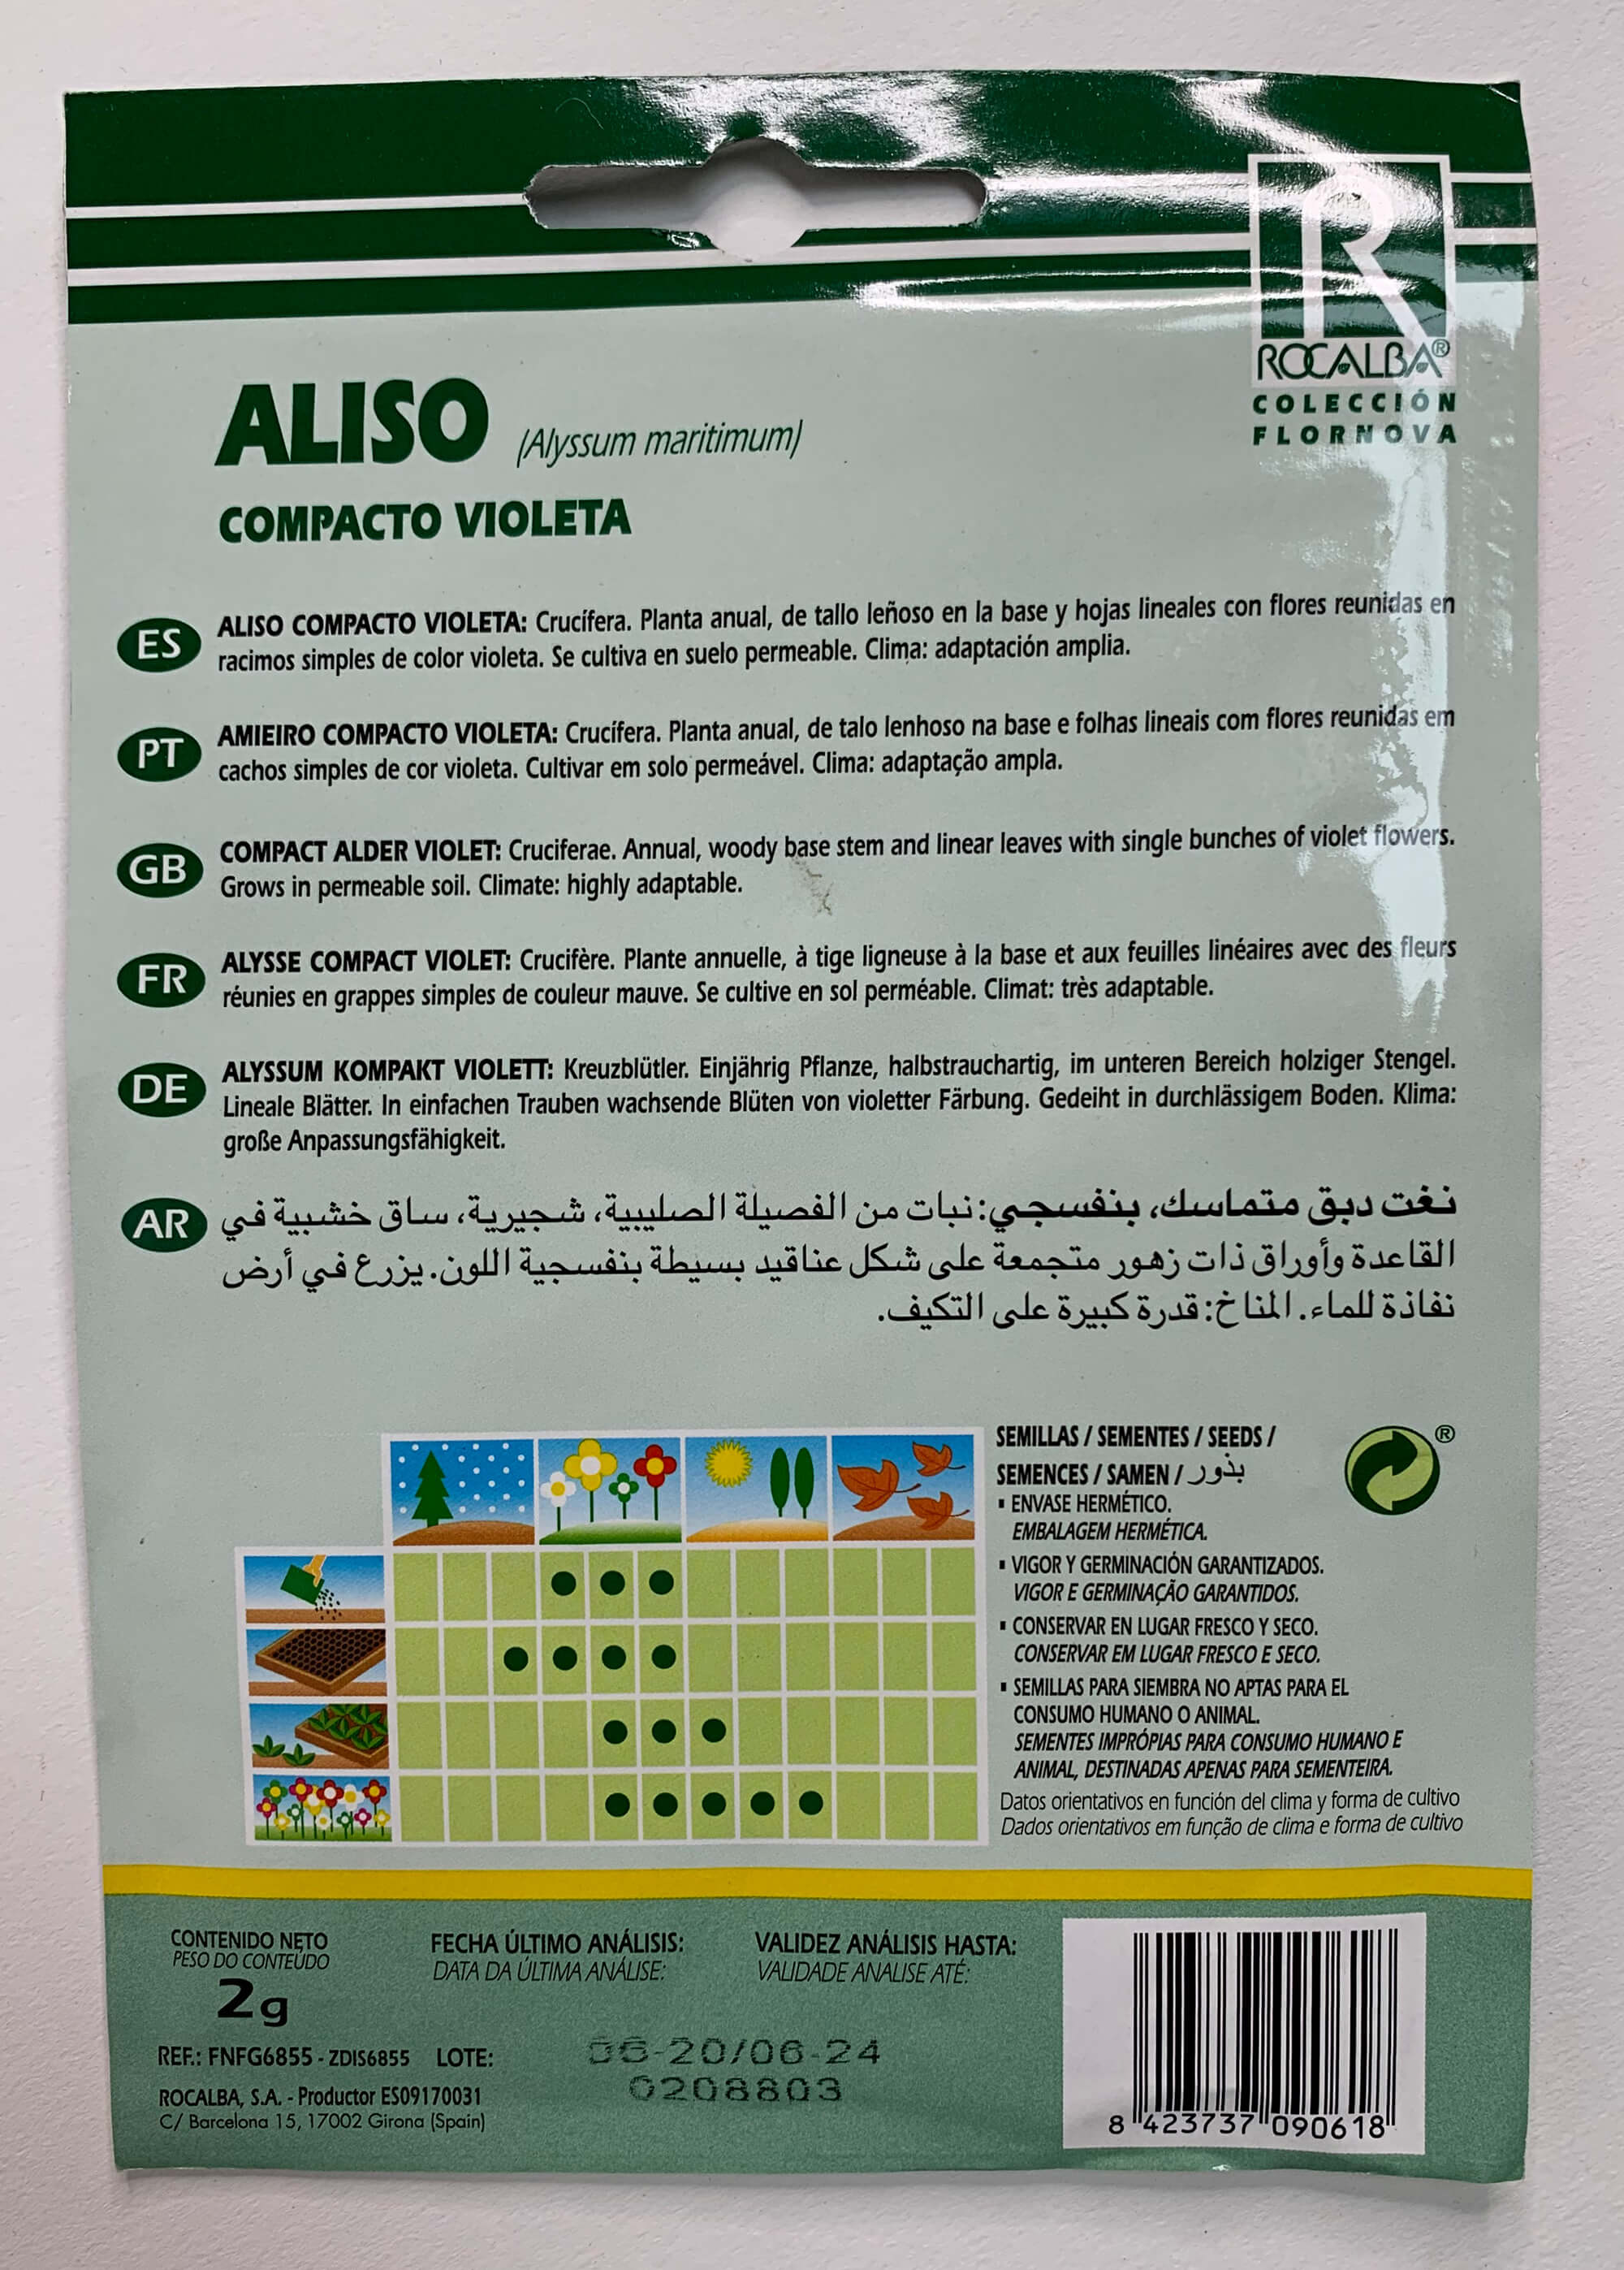 R
ROCALBA®
COLECCIÓN
FLORNOVA
ALISO (Alyssum maritimum)
COMPACTO VIOLETA
ES
ALISO COMPACTO VIOLETA: Crucífera. Planta anual, de tallo leñoso en la base y hojas lineales con flores reunidas en
racimos simples de color violeta. Se cultiva en suelo permeable. Clima: adaptación amplia.
PT
AMIEIRO COMPACTO VIOLETA: Crucífera. Planta anual, de talo lenhoso na base e folhas lineais com flores reunidas em
cachos simples de cor violeta. Cultivar em solo permeável. Clima: adaptação ampla.
GB
COMPACT ALDER VIOLET: Cruciferae. Annual, woody base stem and linear leaves with single bunches of violet flowers.
Grows in permeable soil. Climate: highly adaptable.
FR
ALYSSE COMPACT VIOLET: Crucifère. Plante annuelle, à tige ligneuse à la base et aux feuilles linéaires avec des fleurs
réunies en grappes simples de couleur mauve. Se cultive en sol perméable. Climat: très adaptable.
DE
ALYSSUM KOMPAKT VIOLETT: Kreuzblütler. Einjährig Pflanze, halbstrauchartig, im unteren Bereich holziger Stengel.
Lineale Blätter. In einfachen Trauben wachsende Blüten von violetter Färbung. Gedeiht in durchlässigem Boden. Klima:
große Anpassungsfähigkeit.
AR
نغت دبق متماسك، بنفسجي: نبات من الفصيلة الصليبية، شجيرية، ساق خشبية في
القاعدة وأوراق ذات زهور متجمعة على شكل عناقيد بسيطة بنفسجية اللون. يزرع في أرض
نفاذة للماء. المناخ: قدرة كبيرة على التكيف.
SEMILLAS / SEMENTES / SEEDS /
SEMENCES / SAMEN / بذور
®
▪ ENVASE HERMÉTICO.
EMBALAGEM HERMÉTICA.
▪ VIGOR Y GERMINACIÓN GARANTIZADOS.
VIGOR E GERMINAÇÃO GARANTIDOS.
▪ CONSERVAR EN LUGAR FRESCO Y SECO.
CONSERVAR EM LUGAR FRESCO E SECO.
▪ SEMILLAS PARA SIEMBRA NO APTAS PARA EL
CONSUMO HUMANO O ANIMAL.
SEMENTES IMPRÓPIAS PARA CONSUMO HUMANO E
ANIMAL, DESTINADAS APENAS PARA SEMENTEIRA.
Datos orientativos en función del clima y forma de cultivo
Dados orientativos em função de clima e forma de cultivo
CONTENIDO NETO
PESO DO CONTEÚDO
2g
FECHA ÚLTIMO ANÁLISIS:
DATA DA ÚLTIMA ANÁLISE:
VALIDEZ ANÁLISIS HASTA:
VALIDADE ANALISE ATÉ:
REF.: FNFG6855 - ZDIS6855 LOTE:
06-20/06-24
0208803
ROCALBA, S.A. - Productor ES09170031
C/ Barcelona 15, 17002 Girona (Spain)
8 423737 090618